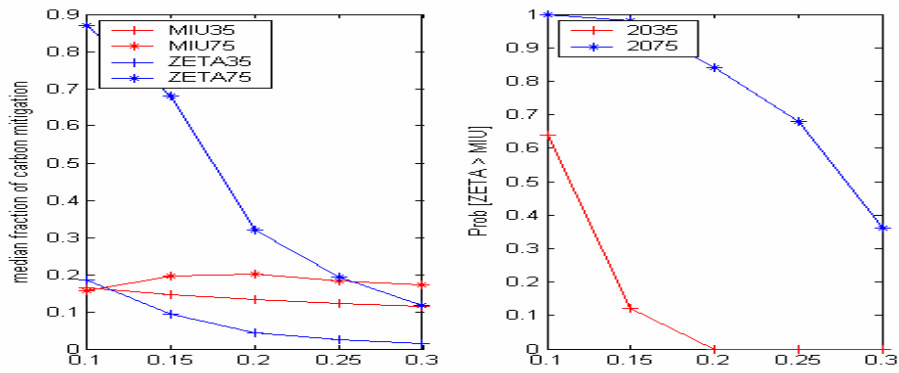 0.9
0.8
0.7
0.6
0.5
0.4
0.3
0.2
0.1
0
median fraction of carbon mitigation
MIU35
MIU75
ZETA35
ZETA75
0.1 0.15 0.2 0.25 0.3
1
0.9
0.8
0.7
0.6
0.5
0.4
0.3
0.2
0.1
0
Prob [ZETA > MIU]
2035
2075
0.1 0.15 0.2 0.25 0.3